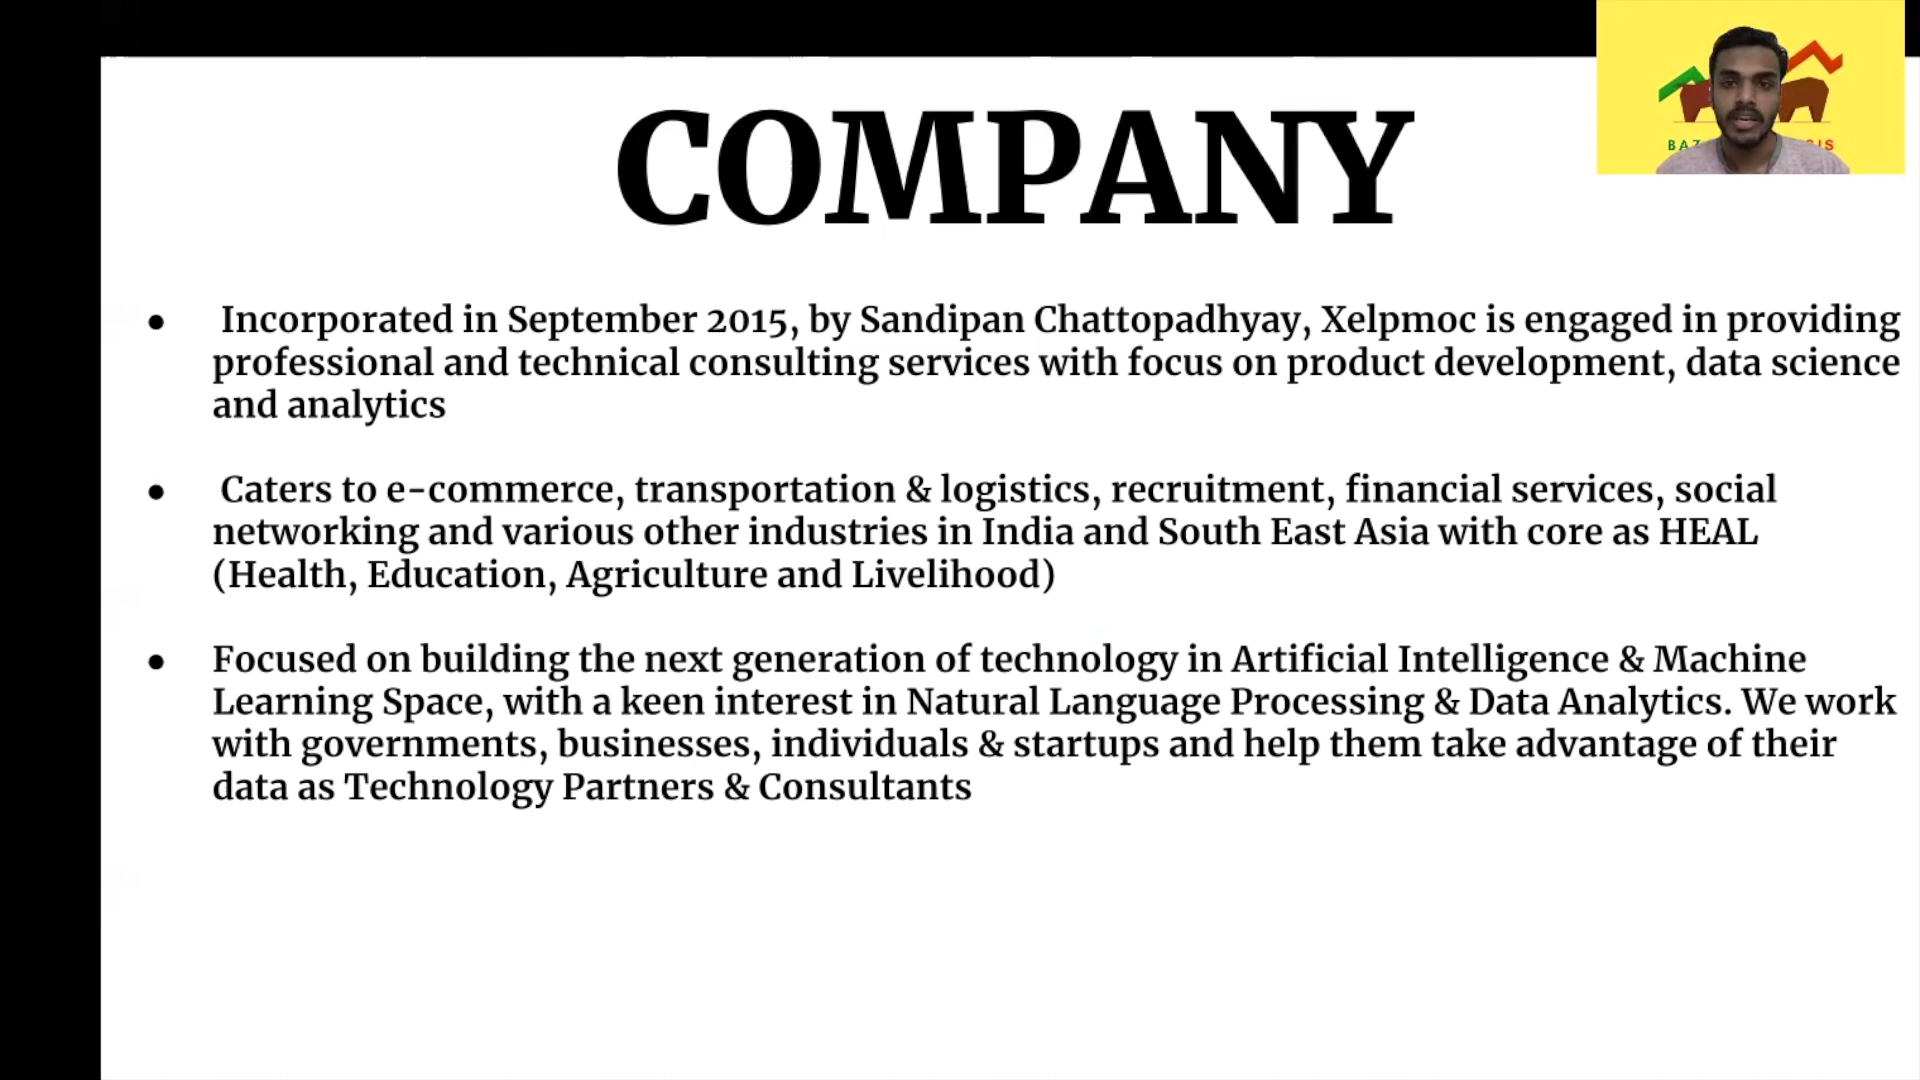 COMPANY
● Incorporated in September 2015, by Sandipan Chattopadhyay, Xelpmoc is engaged in providing
professional and technical consulting services with focus on product development, data science
and analytics
● Caters to e-commerce, transportation & logistics, recruitment, financial services, social
networking and various other industries in India and South East Asia with core as HEAL
(Health, Education, Agriculture and Livelihood)
● Focused on building the next generation of technology in Artificial Intelligence & Machine
Learning Space, with a keen interest in Natural Language Processing & Data Analytics. We work
with governments, businesses, individuals & startups and help them take advantage of their
data as Technology Partners & Consultants